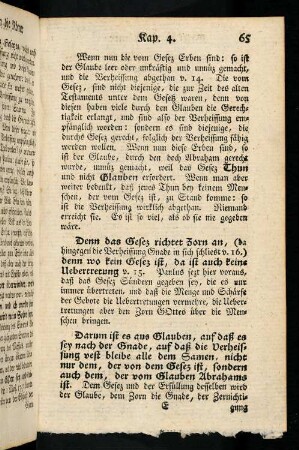 Kap. 4. 65
Wenn nun die vom Gesez Erben sind: so ist
der Glaube leer oder unkräftig und unnüz gemacht,
und die Verheissung abgethan v. 14. Die vom
Gesez, sind nicht diejenige, die zur Zeit des alten
Testaments unter dem Gesetz waren, denn von
diesen haben viele durch den Glauben die Gerech-
tigkeit erlangt, und sind also der Verheissung em-
pfänglich worden: sondern es sind diejenige, die
durchs Gesez gerecht, folglich der Verheissung fähig
werden wollen. Wenn nun diese Erben sind, so
ist der Glaube, durch den doch Abraham gerecht
wurde, unnüz gemacht, weil das Gesez Thun
und nicht Glauben erfordert. Wenn man aber
weiter bedenkt, daß jenes Thun bey keinem Men-
schen, der vom Gesez ist, zu Stand komme: so
ist die Verheissung wirklich abgethan. Niemand
erreicht sie. Es ist so viel, als ob sie nie gegeben
wäre.
Denn das Gesez richtet Zorn an, (da
hingegen die Verheissung Gnade in sich schliest v. 16.)
denn wo kein Gesez ist, da ist auch keine
Uebertretung v. 15. Paulus sezt hier voraus,
daß das Gesez Sündern gegeben sey, die es
immer übertreten, und daß die Menge und Schärfe
der Gebote die Uebertretungen vermehre, die Uebertre-
tungen aber den Zorn GOttes über die Men-
schen bringen.
Darum ist es aus Glauben, auf daß es
sey nach der Gnade, auf daß die Verheis-
sung vest bleibe alle dem Samen, nicht
nur dem, der von dem Gesez ist, sondern
auch dem, der von Glauben Abrahams
ist. Dem Gesez und der Erfüllung desselben wird
der Glaube, dem Zorn die Gnade, der Zernicht-
E gung